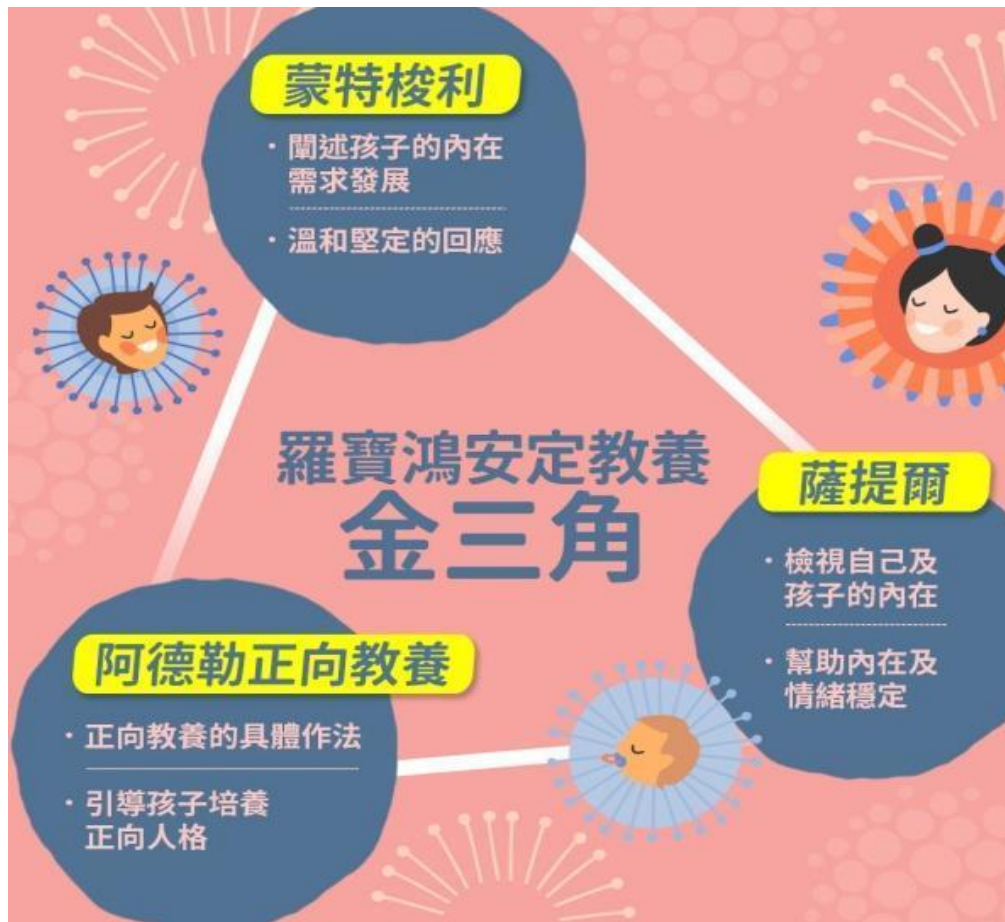 蒙特梭利
・闡述孩子的內在
需求發展
・溫和堅定的回應
羅寶鴻安定教養
金三角
薩提爾
・檢視自己及
孩子的內在
・幫助內在及
情緒穩定
阿德勒正向教養
・正向教養的具體作法
・引導孩子培養
正向人格